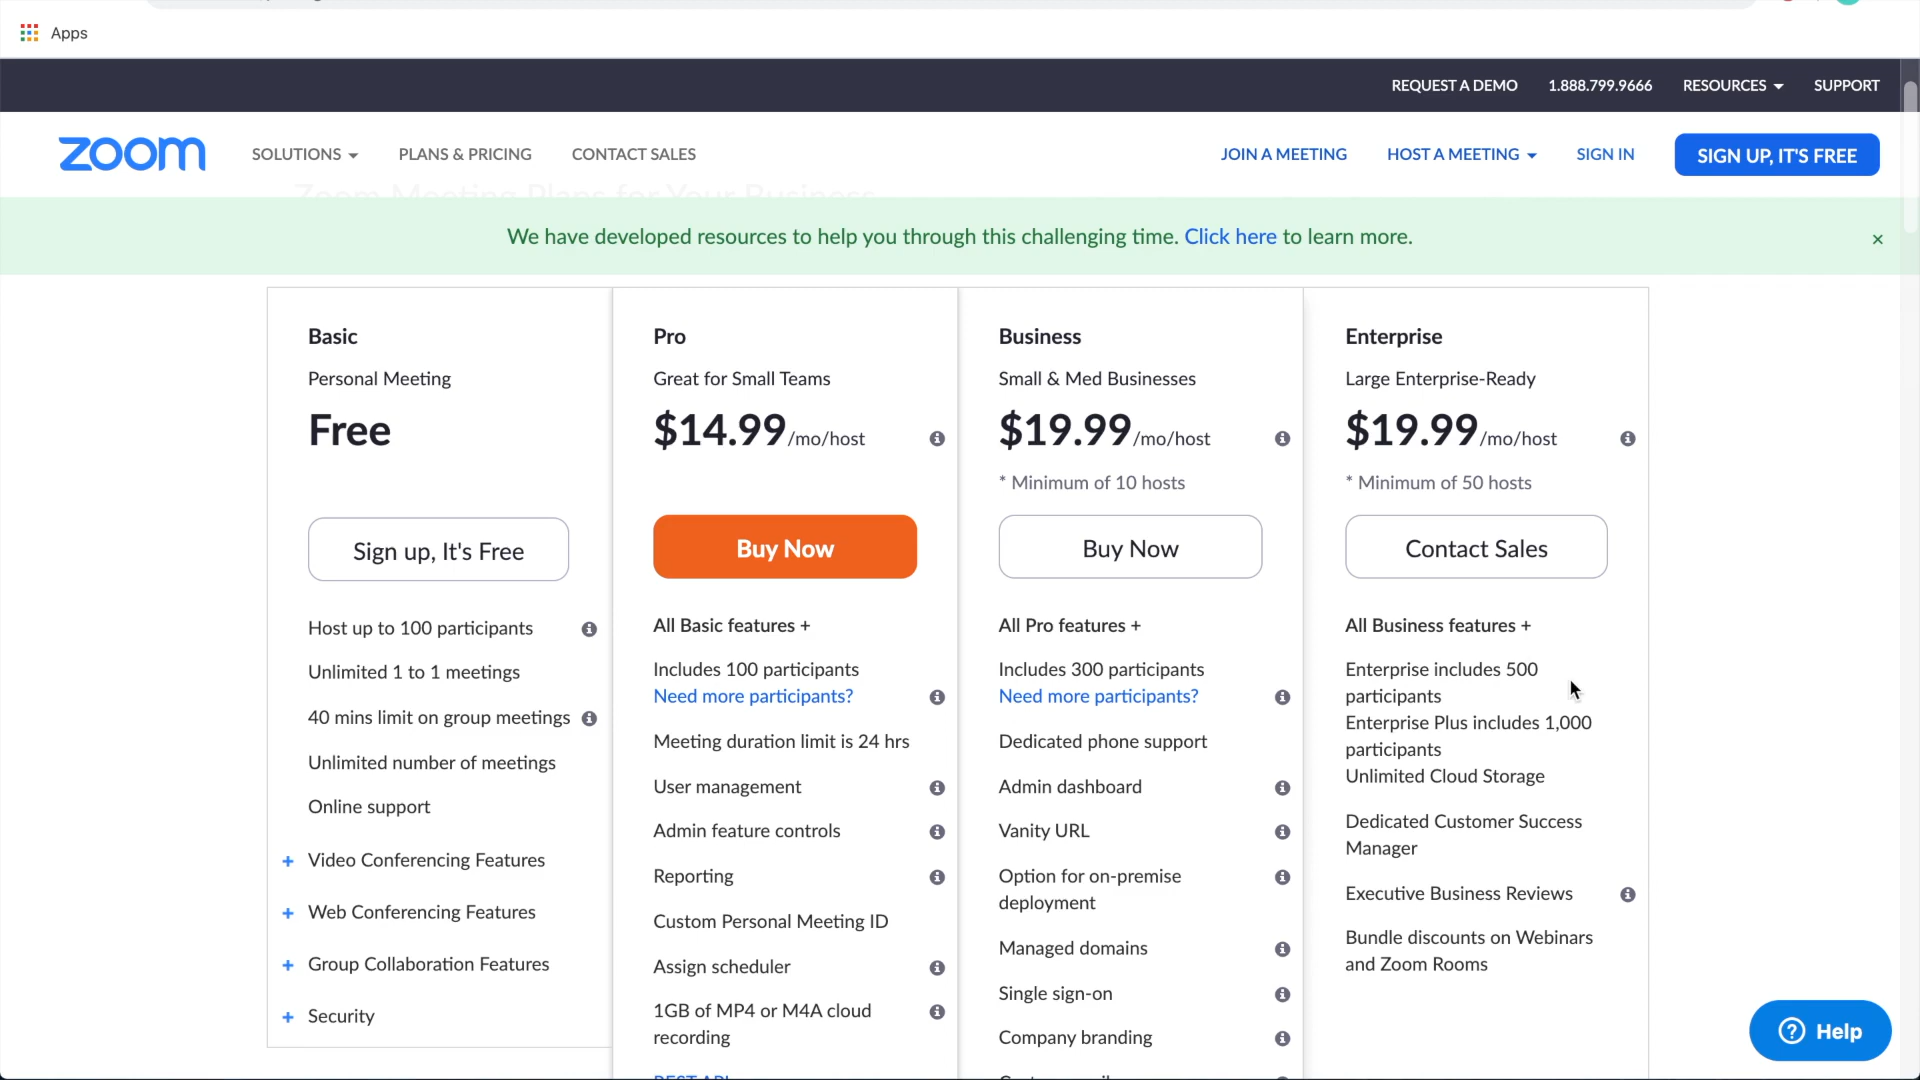 Apps
REQUEST A DEMO
1.888.799.9666
RESOURCES
SUPPORT
zoom
SOLUTIONS
PLANS & PRICING
CONTACT SALES
JOIN A MEETING
HOST A MEETING
SIGN IN
SIGN UP, IT'S FREE
Zoom Meeting Plans for Your Business
We have developed resources to help you through this challenging time. Click here to learn more.
×
Basic
Personal Meeting
Free
Sign up, It's Free
Host up to 100 participants
Unlimited 1 to 1 meetings
40 mins limit on group meetings
Unlimited number of meetings
Online support
+ Video Conferencing Features
+ Web Conferencing Features
+ Group Collaboration Features
+ Security
Pro
Great for Small Teams
$14.99/mo/host
Buy Now
All Basic features +
Includes 100 participants
Need more participants?
Meeting duration limit is 24 hrs
User management
Admin feature controls
Reporting
Custom Personal Meeting ID
Assign scheduler
1GB of MP4 or M4A cloud
recording
Business
Small & Med Businesses
$19.99/mo/host
* Minimum of 10 hosts
Buy Now
All Pro features +
Includes 300 participants
Need more participants?
Dedicated phone support
Admin dashboard
Vanity URL
Option for on-premise
deployment
Managed domains
Single sign-on
Company branding
Enterprise
Large Enterprise-Ready
$19.99/mo/host
* Minimum of 50 hosts
Contact Sales
All Business features +
Enterprise includes 500
participants
Enterprise Plus includes 1,000
participants
Unlimited Cloud Storage
Dedicated Customer Success
Manager
Executive Business Reviews
Bundle discounts on Webinars
and Zoom Rooms
Help